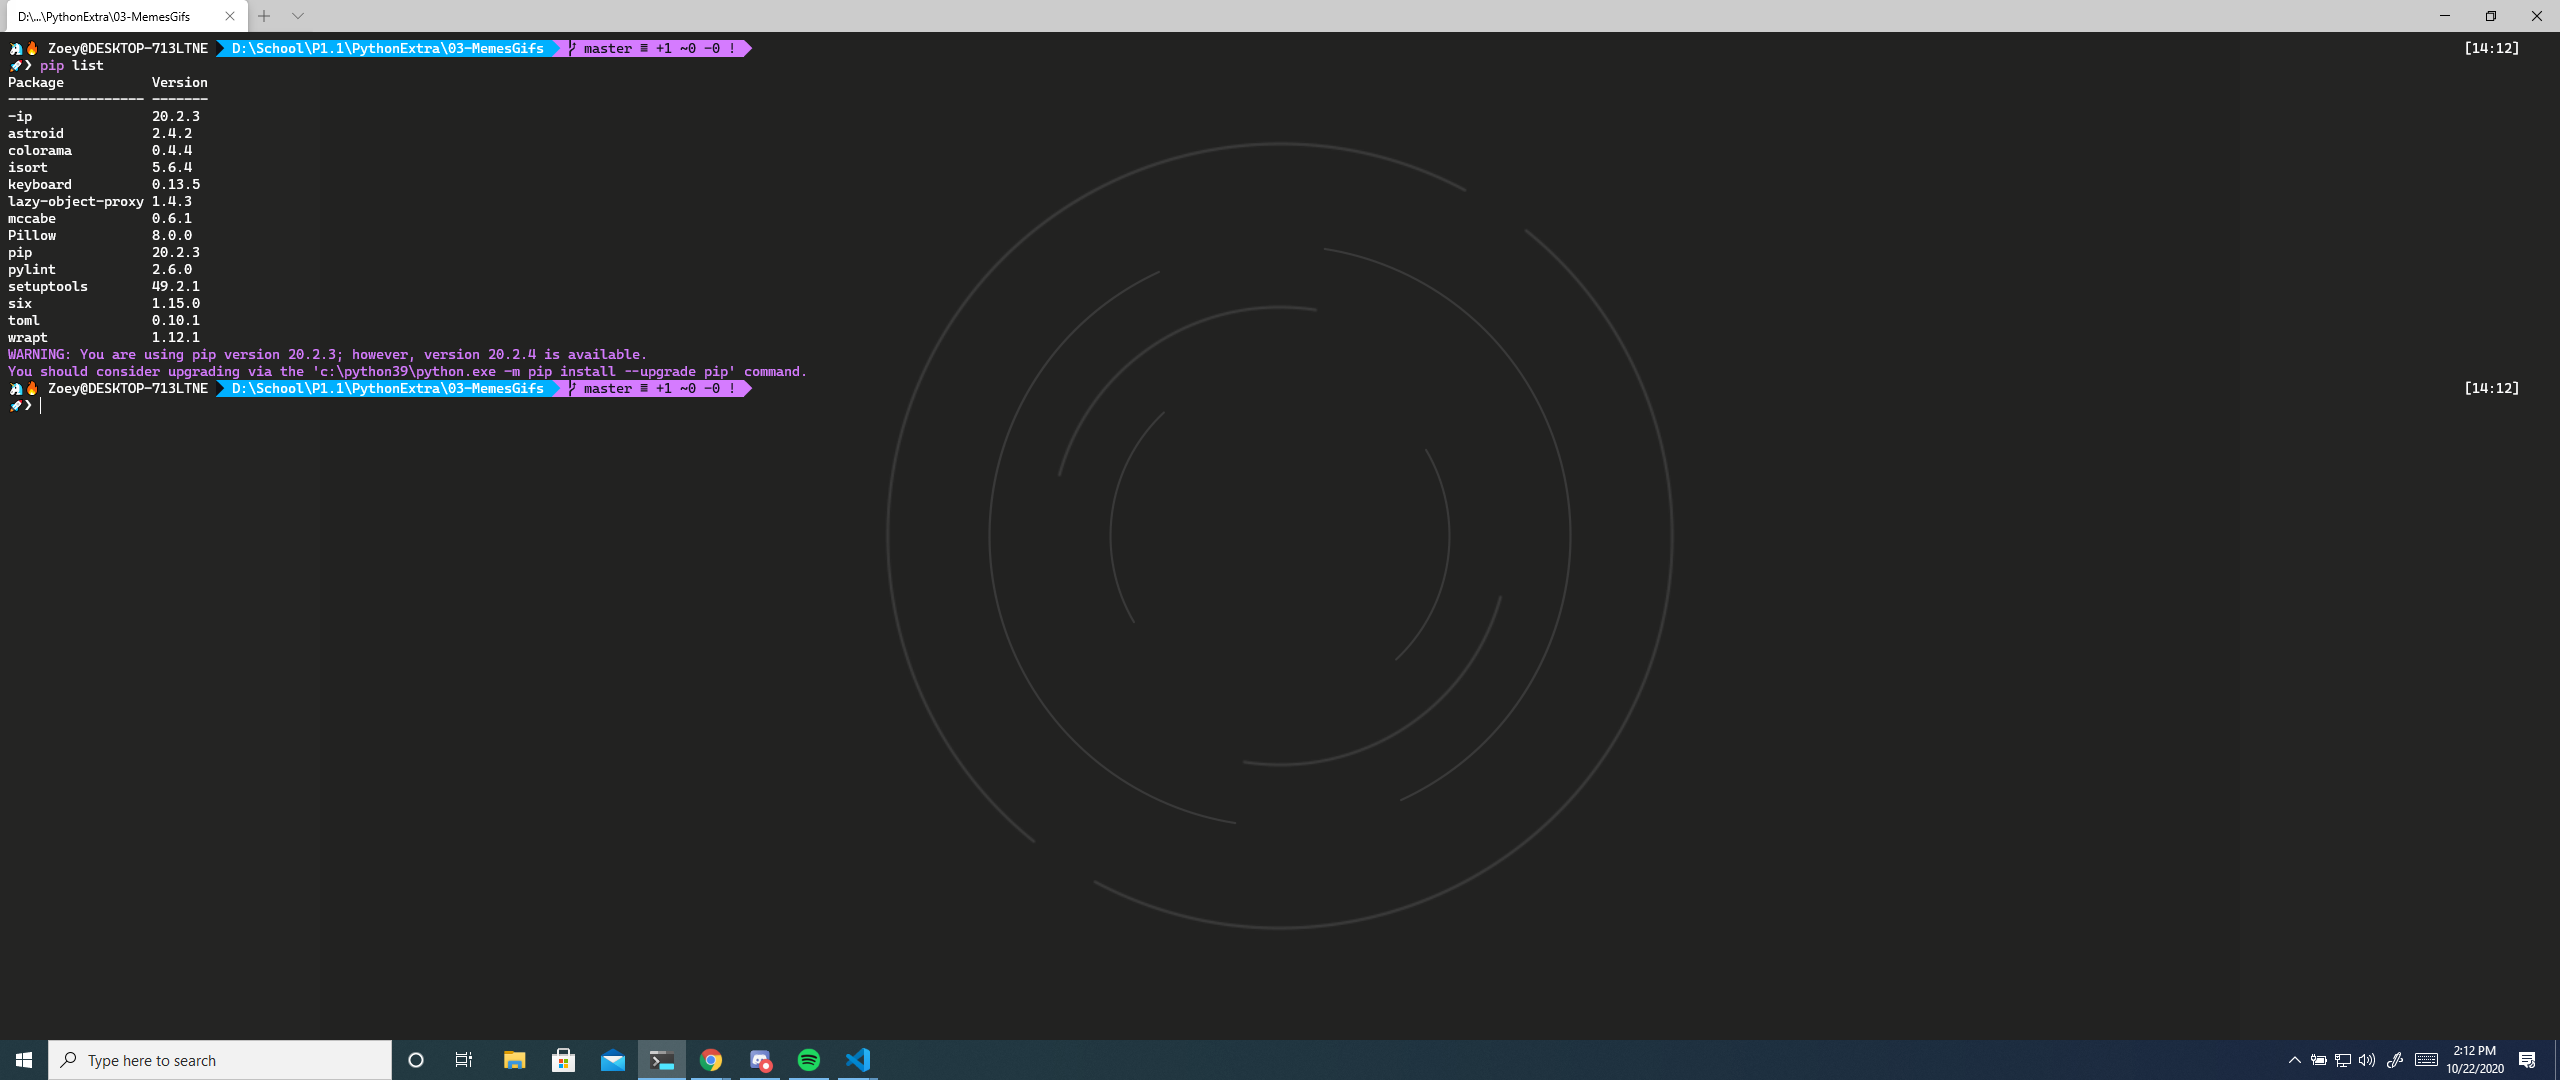 D:\...\PythonExtra\03-MemesGifs
Zoey@DESKTOP-713LTNE D:\School\P1.1\PythonExtra\03-MemesGifs master ≡ +1 ~0 -0 ! [14:12]
❯ pip list
Package Version
----------------- -------
-ip 20.2.3
astroid 2.4.2
colorama 0.4.4
isort 5.6.4
keyboard 0.13.5
lazy-object-proxy 1.4.3
mccabe 0.6.1
Pillow 8.0.0
pip 20.2.3
pylint 2.6.0
setuptools 49.2.1
six 1.15.0
toml 0.10.1
wrapt 1.12.1
WARNING: You are using pip version 20.2.3; however, version 20.2.4 is available.
You should consider upgrading via the 'c:\python39\python.exe -m pip install --upgrade pip' command.
Zoey@DESKTOP-713LTNE D:\School\P1.1\PythonExtra\03-MemesGifs master ≡ +1 ~0 -0 ! [14:12]
❯
Type here to search
2:12 PM
10/22/2020